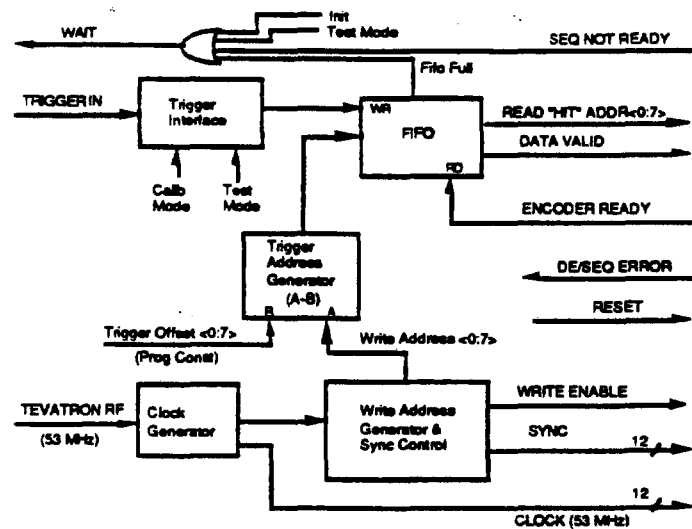 Init
WAIT
Test Mode
SEQ NOT READY
Fifo Full
TRIGGER IN
Trigger
Interface
WR
FIFO
RD
READ "HIT" ADDR<0:7>
DATA VALID
Calib
Mode
Test
Mode
ENCODER READY
Trigger
Address
Generator
(A-B)
B
A
DE/SEQ ERROR
RESET
Trigger Offset <0:7>
(Prog Const)
Write Address <0:7>
TEVATRON RF
(53 MHz)
Clock
Generator
Write Address
Generator &
Sync Control
WRITE ENABLE
SYNC
12
12
CLOCK (53 MHz)